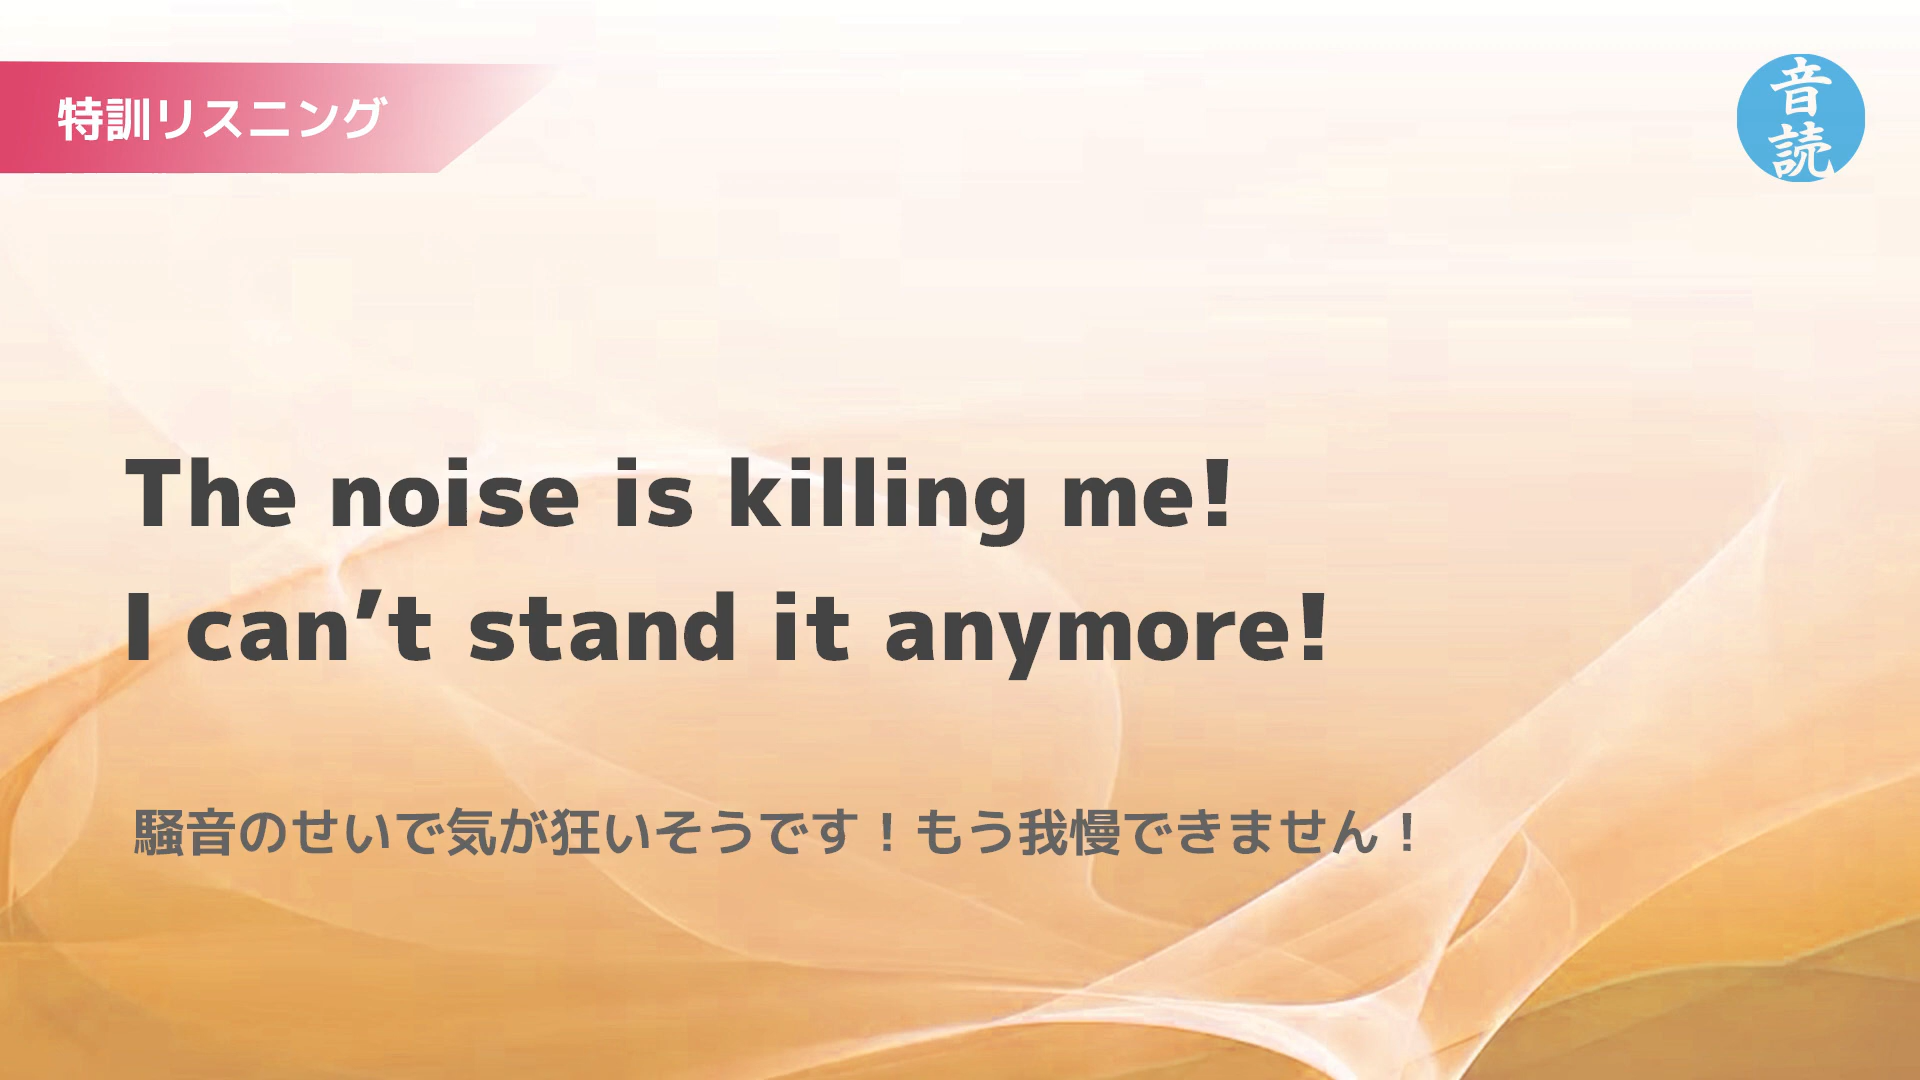 特訓リスニング
音読
The noise is killing me!
I can’t stand it anymore!
騒音のせいで気が狂いそうです！もう我慢できません！